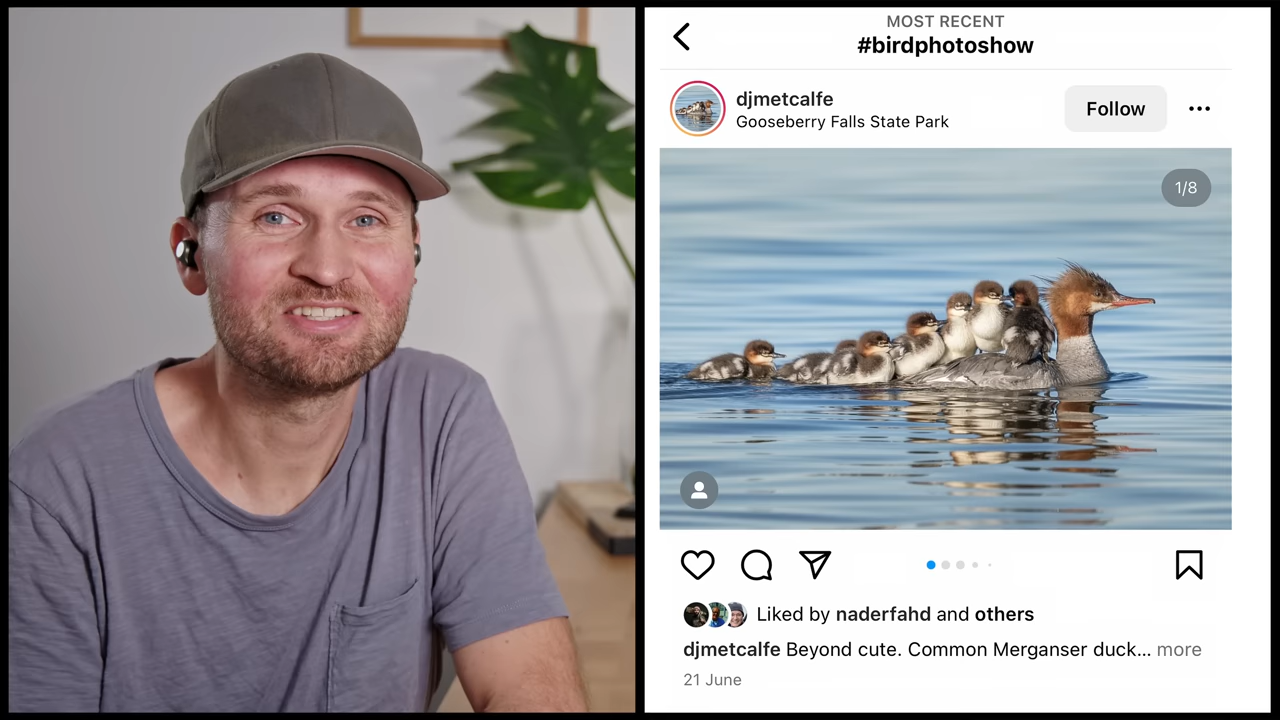 MOST RECENT
#birdphotoshow
djmetcalfe
Gooseberry Falls State Park
Follow
1/8
Liked by naderfahd and others
djmetcalfe Beyond cute. Common Merganser duck... more
21 June